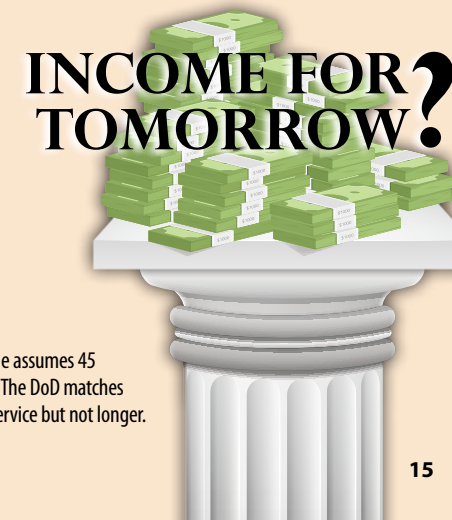 INCOME FOR
TOMORROW?
e assumes 45
The DoD matches
ervice but not longer.
15